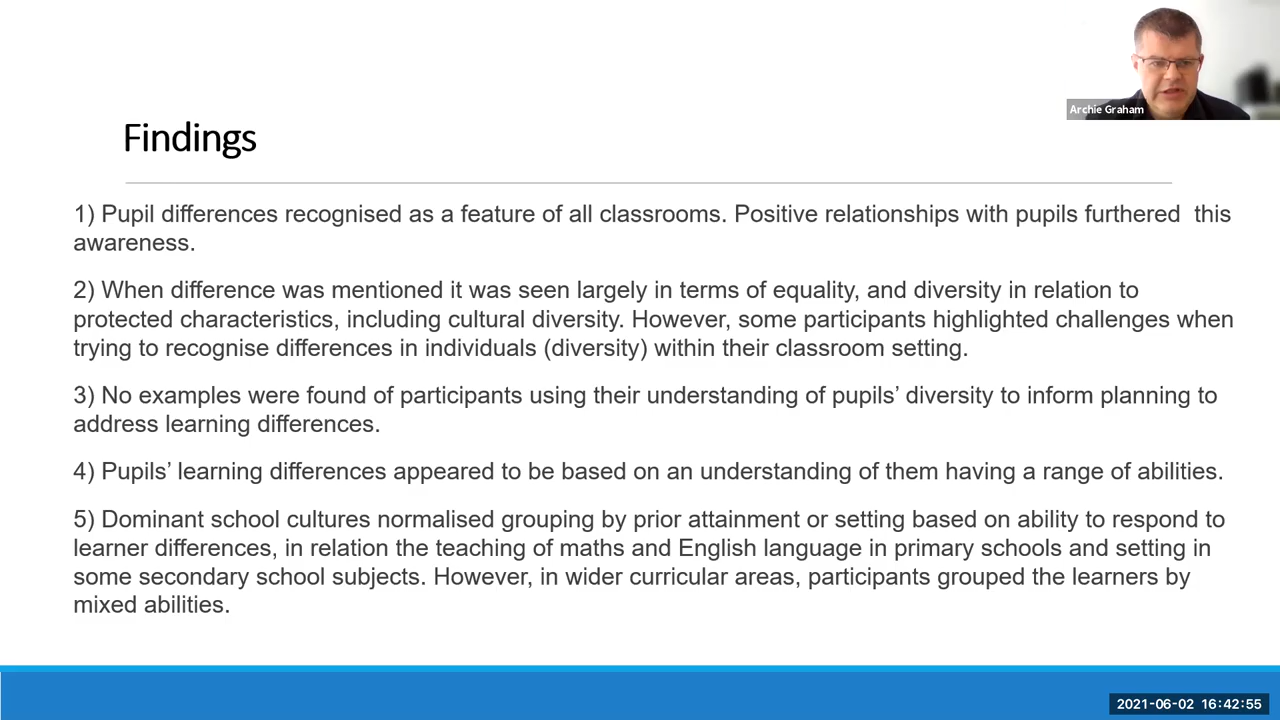 Archie Graham
Findings
1) Pupil differences recognised as a feature of all classrooms. Positive relationships with pupils furthered  this
awareness.
2) When difference was mentioned it was seen largely in terms of equality, and diversity in relation to
protected characteristics, including cultural diversity. However, some participants highlighted challenges when
trying to recognise differences in individuals (diversity) within their classroom setting.
3) No examples were found of participants using their understanding of pupils’ diversity to inform planning to
address learning differences.
4) Pupils’ learning differences appeared to be based on an understanding of them having a range of abilities.
5) Dominant school cultures normalised grouping by prior attainment or setting based on ability to respond to
learner differences, in relation the teaching of maths and English language in primary schools and setting in
some secondary school subjects. However, in wider curricular areas, participants grouped the learners by
mixed abilities.
2021-06-02 16:42:55